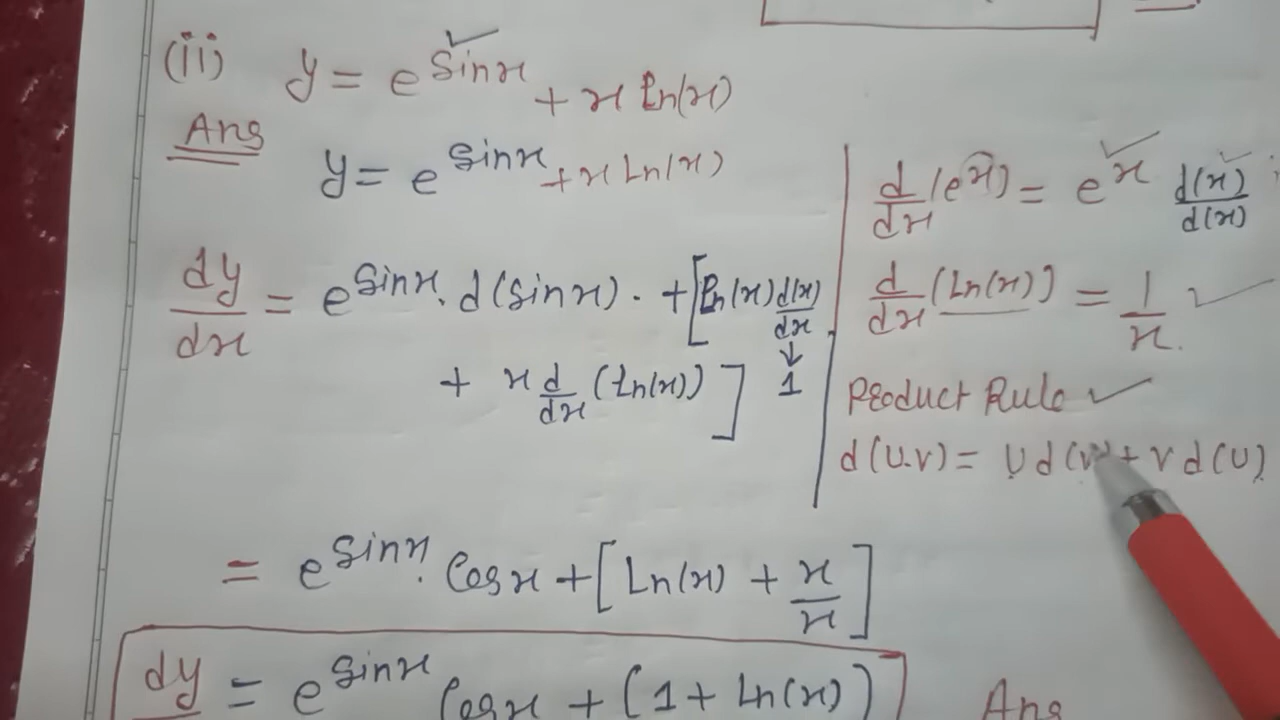 (ii) y = e^sinx + x ln(x)
Ans
y = e^sinx + x Ln(x)
dy/dx = e^sinx . d(sinx) . + [ln(x) d(x)/dx
↓
+ x d/dx (Ln(x))] 1
= e^sinx . Cosx + [Ln(x) + x/x]
dy = e^sinx Cosx + (1 + Ln(x)) Ans
d/dx (e^x) = e^x d(x)/d(x)
d/dx (Ln(x)) = 1/x.
Product Rule ✓
d(U.V) = U d(V) + V d(U)